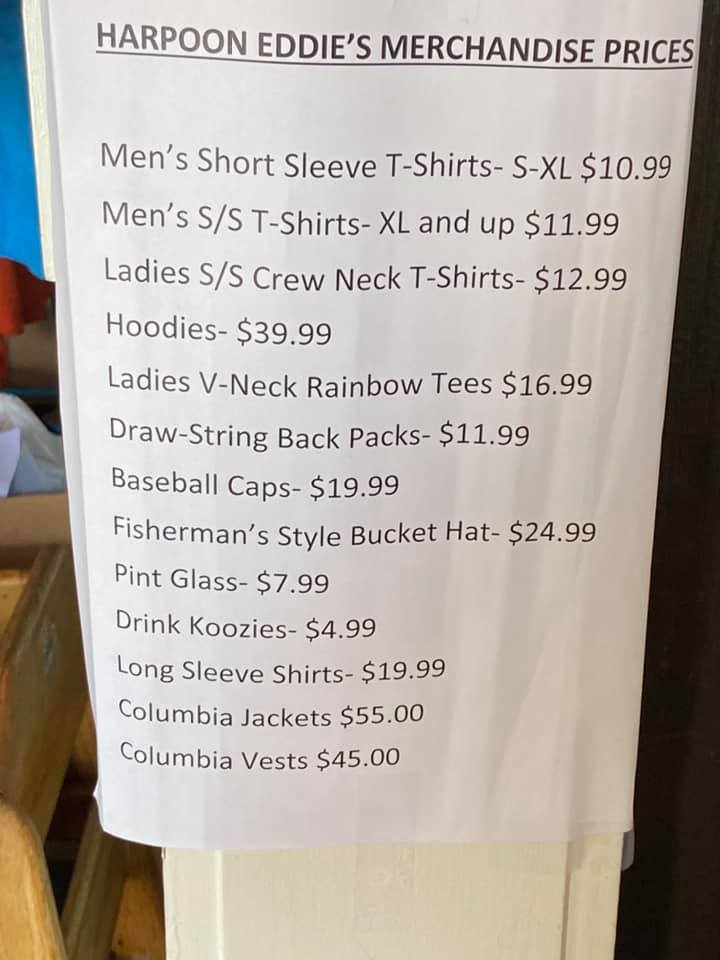 HARPOON EDDIE'S MERCHANDISE PRICES
Men's Short Sleeve T-Shirts- S-XL $10.99
Men's S/S T-Shirts- XL and up $11.99
Ladies S/S Crew Neck T-Shirts- $12.99
Hoodies- $39.99
Ladies V-Neck Rainbow Tees $16.99
Draw-String Back Packs- $11.99
Baseball Caps- $19.99
Fisherman's Style Bucket Hat- $24.99
Pint Glass- $7.99
Drink Koozies- $4.99
Long Sleeve Shirts- $19.99
Columbia Jackets $55.00
Columbia Vests $45.00